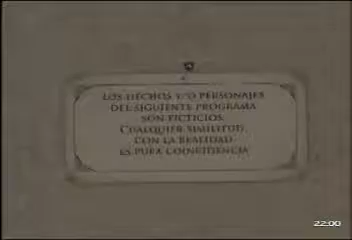 LOS HECHOS Y/O PERSONAJES
DEL SIGUIENTE PROGRAMA
SON FICTICIOS.
CUALQUIER SIMILITUD
CON LA REALIDAD
ES PURA COINCIDENCIA
22:00